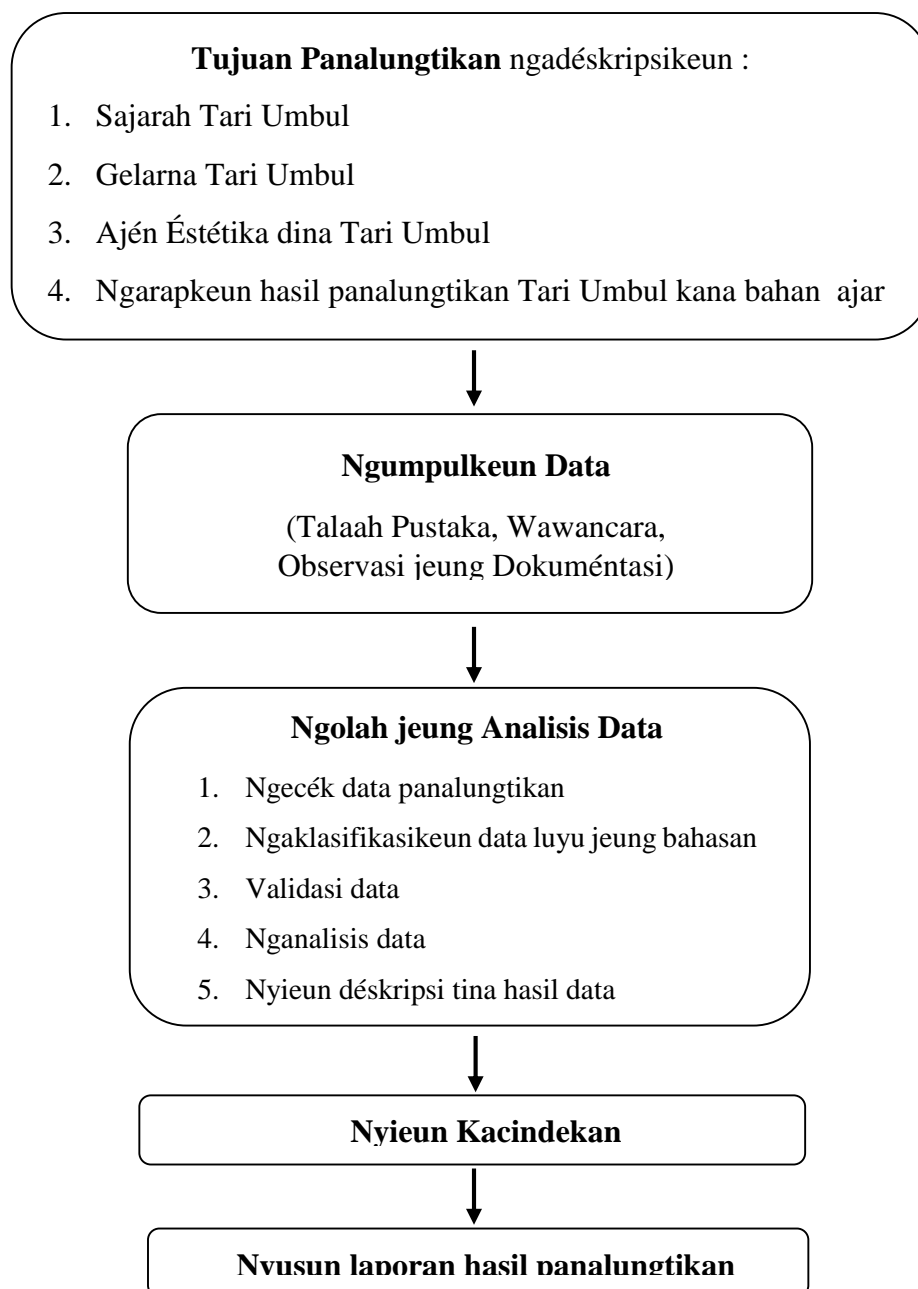 Tujuan Panalungtikan ngadéskripsikeun :
1. Sajarah Tari Umbul
2. Gelarna Tari Umbul
3. Ajén Éstétika dina Tari Umbul
4. Ngarapkeun hasil panalungtikan Tari Umbul kana bahan ajar
Ngumpulkeun Data
(Talaah Pustaka, Wawancara,
Observasi jeung Dokuméntasi)
Ngolah jeung Analisis Data
1. Ngecék data panalungtikan
2. Ngaklasifikasikeun data luyu jeung bahasan
3. Validasi data
4. Nganalisis data
5. Nyieun déskripsi tina hasil data
Nyieun Kacindekan
Nyusun laporan hasil panalungtikan